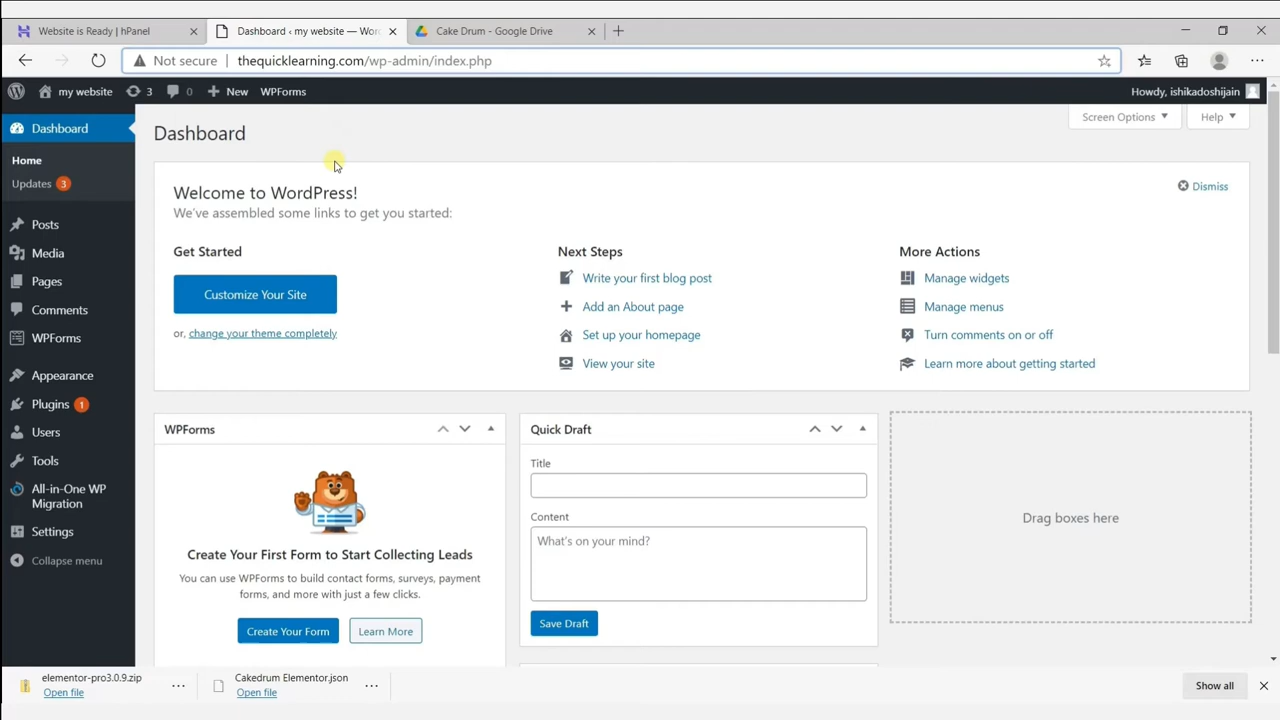 Website is Ready | hPanel
Dashboard ‹ my website — Wor
Cake Drum - Google Drive
Not secure
thequicklearning.com/wp-admin/index.php
my website
3
0
New
WPForms
Howdy, ishikadoshijain
Dashboard
Home
Updates 3
Posts
Media
Pages
Comments
WPForms
Appearance
Plugins 1
Users
Tools
All-in-One WP
Migration
Settings
Collapse menu
Dashboard
Screen Options
Help
Welcome to WordPress!
We've assembled some links to get you started:
Dismiss
Get Started
Customize Your Site
or, change your theme completely
Next Steps
Write your first blog post
Add an About page
Set up your homepage
View your site
More Actions
Manage widgets
Manage menus
Turn comments on or off
Learn more about getting started
WPForms
Create Your First Form to Start Collecting Leads
You can use WPForms to build contact forms, surveys, payment
forms, and more with just a few clicks.
Create Your Form
Learn More
Quick Draft
Title
Content
What's on your mind?
Save Draft
Drag boxes here
elementor-pro3.0.9.zip
Open file
Cakedrum Elementor.json
Open file
Show all